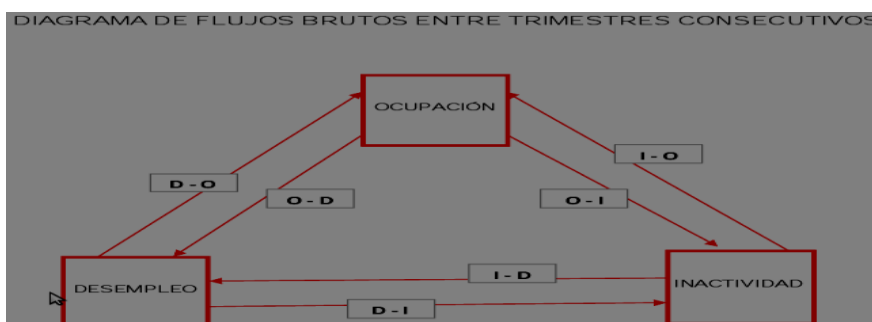 DIAGRAMA DE FLUJOS BRUTOS ENTRE TRIMESTRES CONSECUTIVOS
OCUPACIÓN
I - O
D - O
O - D
O - I
I - D
DESEMPLEO
INACTIVIDAD
D - I